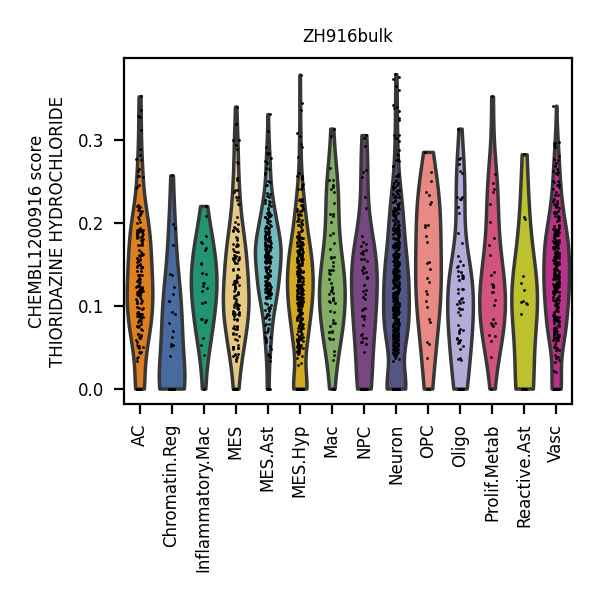 ZH916bulk
CHEMBL1200916 score
THIORIDAZINE HYDROCHLORIDE
0.3
0.2
0.1
0.0
AC
Chromatin.Reg
Inflammatory.Mac
MES
MES.Ast
MES.Hyp
Mac
NPC
Neuron
OPC
Oligo
Prolif.Metab
Reactive.Ast
Vasc